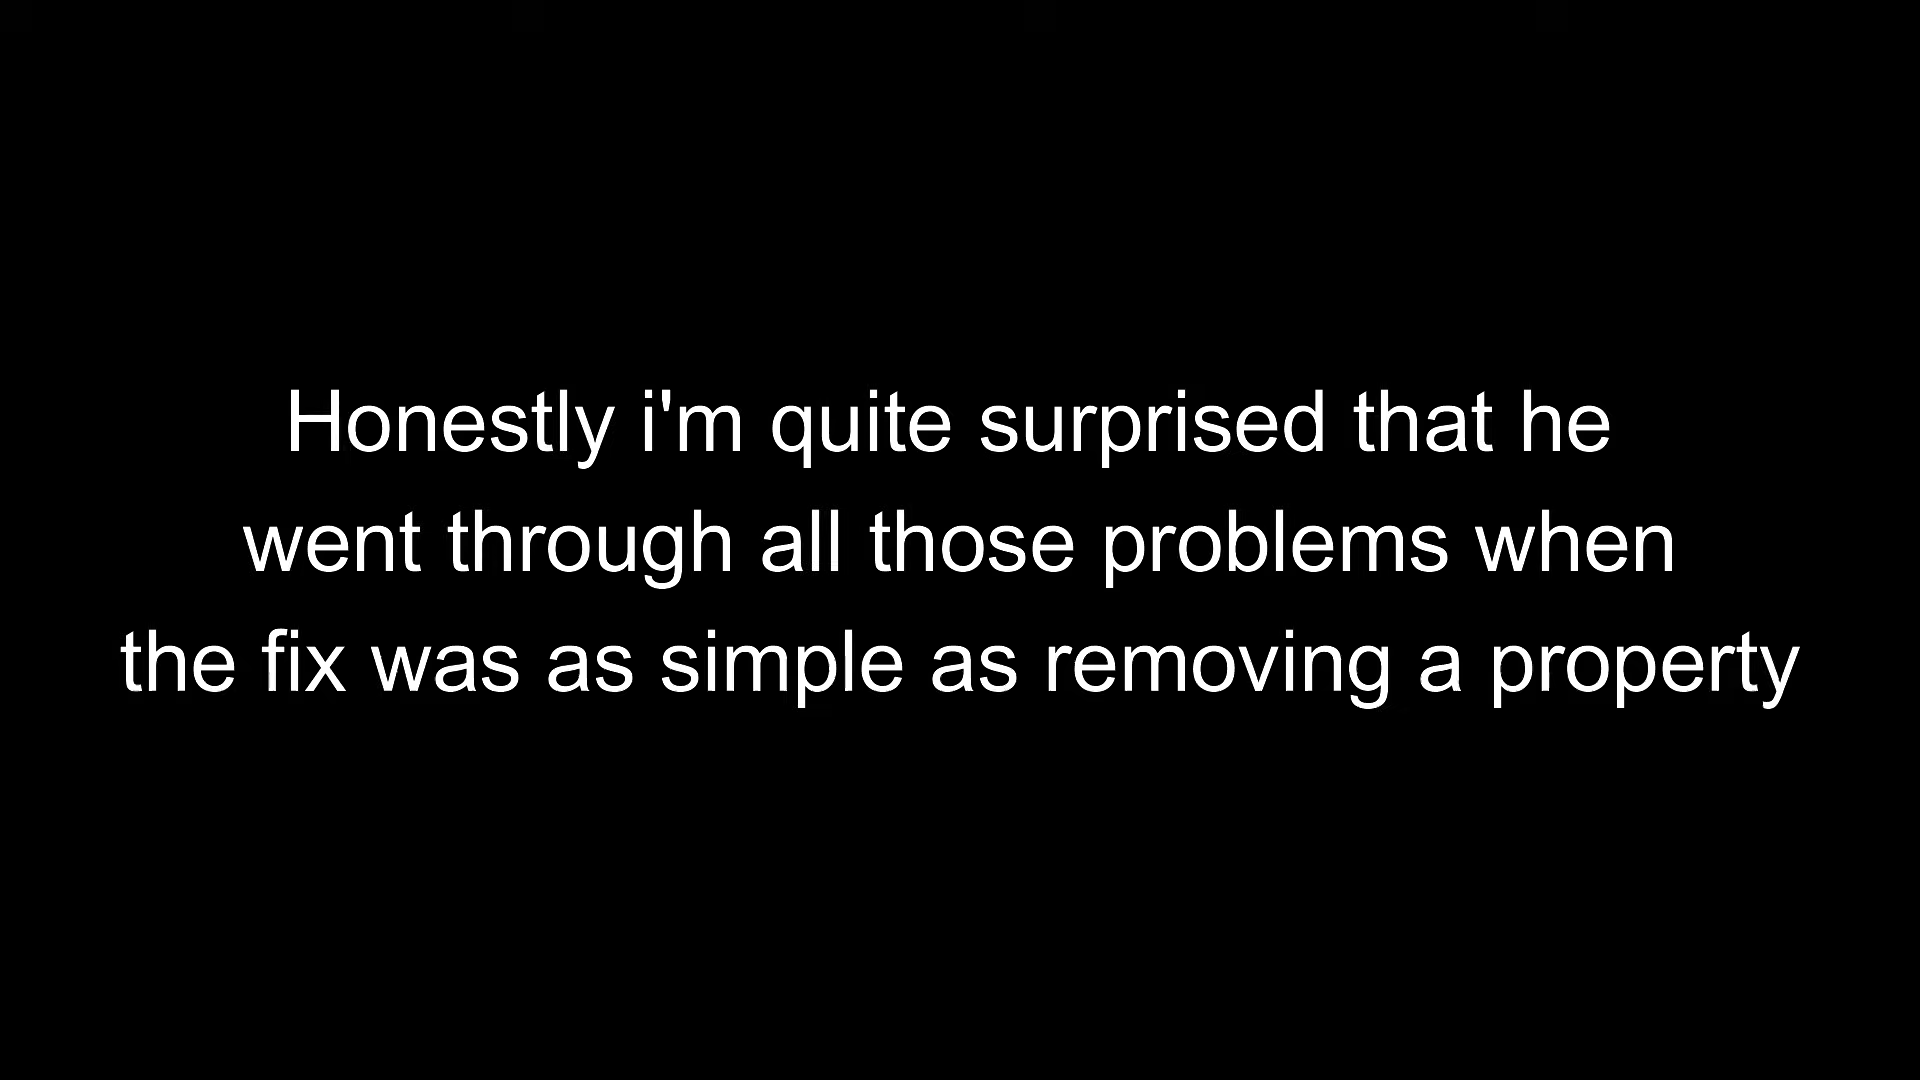 Honestly i'm quite surprised that he
went through all those problems when
the fix was as simple as removing a property